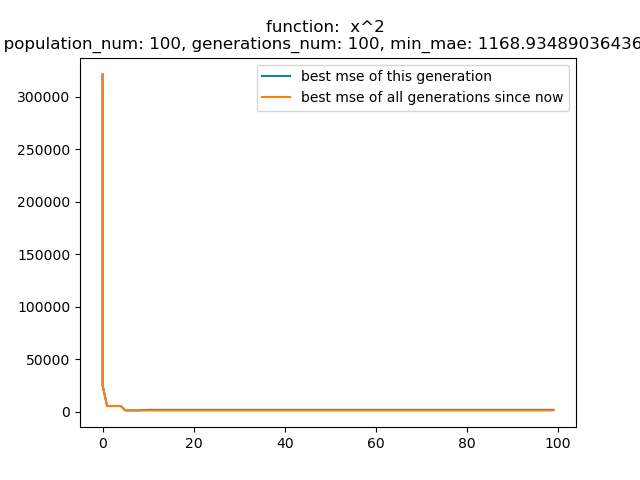 function:  x^2
population_num: 100, generations_num: 100, min_mae: 1168.93489036436
best mse of this generation
best mse of all generations since now
300000
250000
200000
150000
100000
50000
0
0 20 40 60 80 100